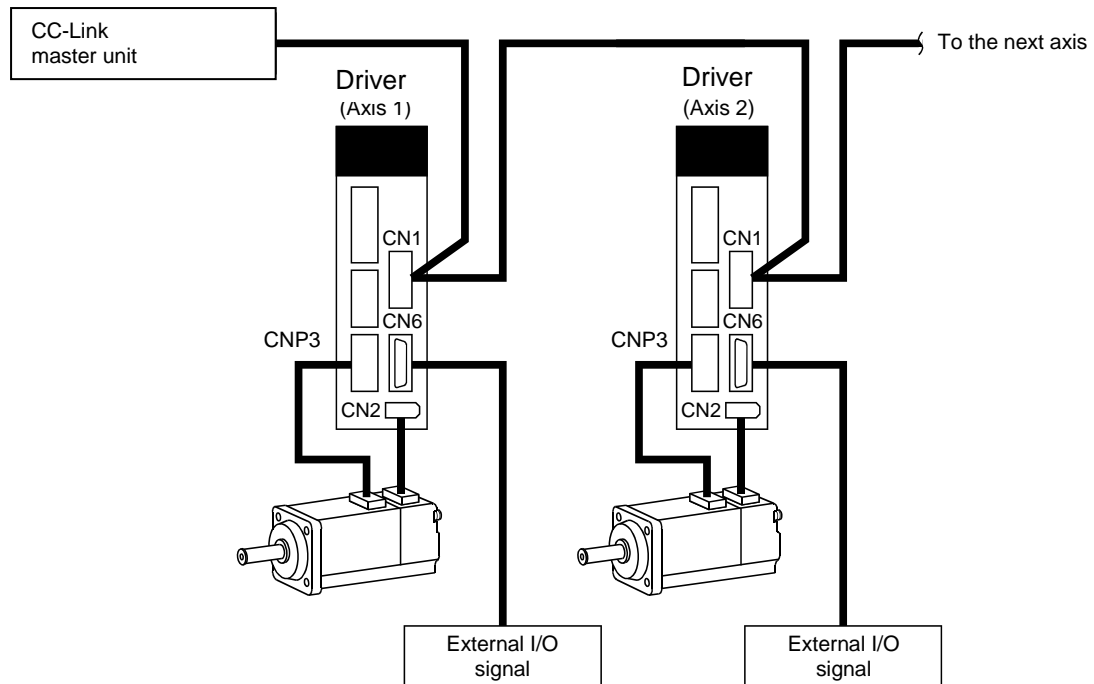 CC-Link
master unit
To the next axis
Driver
(Axis 1)
Driver
(Axis 2)
CN1
CN1
CN6
CN6
CNP3
CNP3
CN2
CN2
External I/O
signal
External I/O
signal